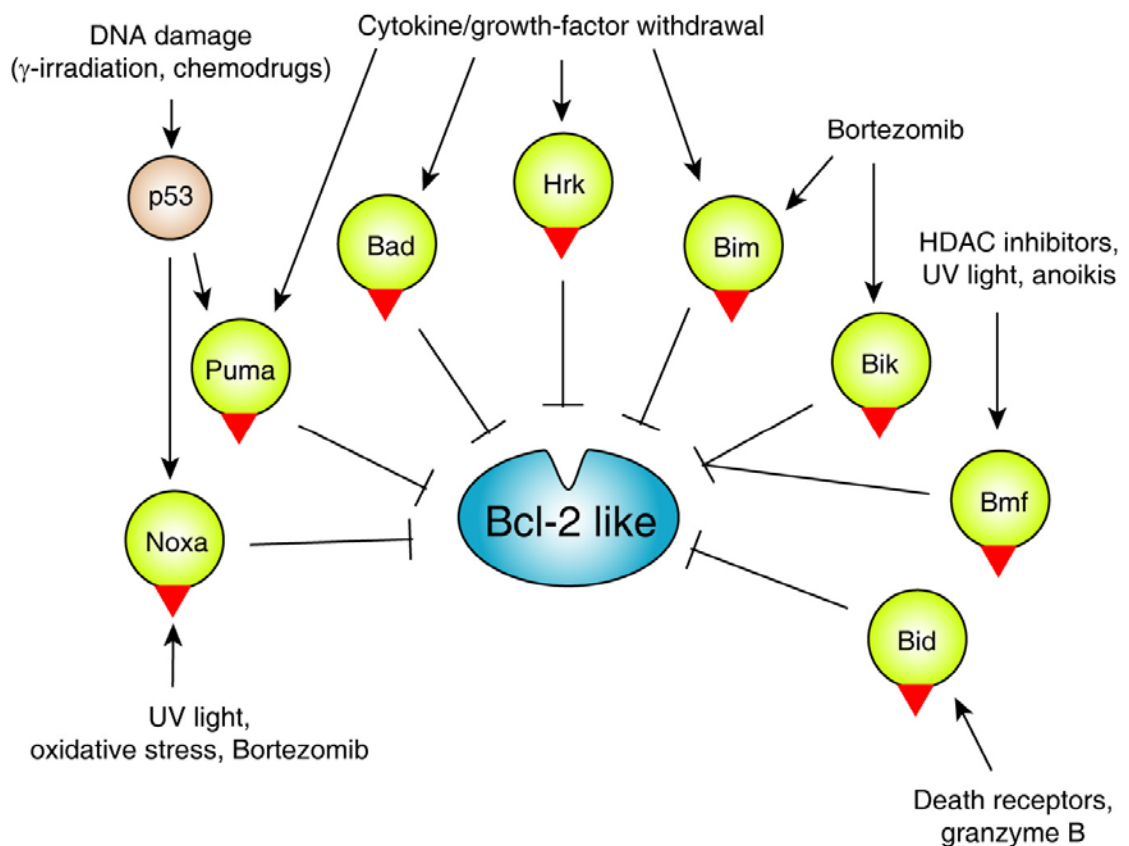 DNA damage
(γ-irradiation, chemodrugs)
Cytokine/growth-factor withdrawal
Bortezomib
p53
Hrk
Bad
Bim
HDAC inhibitors,
UV light, anoikis
Puma
Bik
Noxa
Bcl-2 like
Bmf
Bid
UV light,
oxidative stress, Bortezomib
Death receptors,
granzyme B